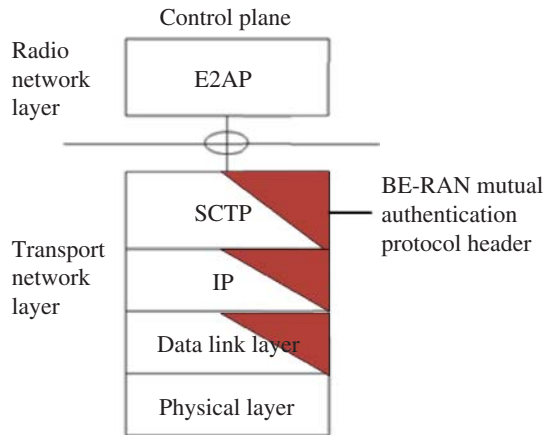 Control plane
Radio
network
layer
E2AP
SCTP
BE-RAN mutual
authentication
protocol header
Transport
network
layer
IP
Data link layer
Physical layer